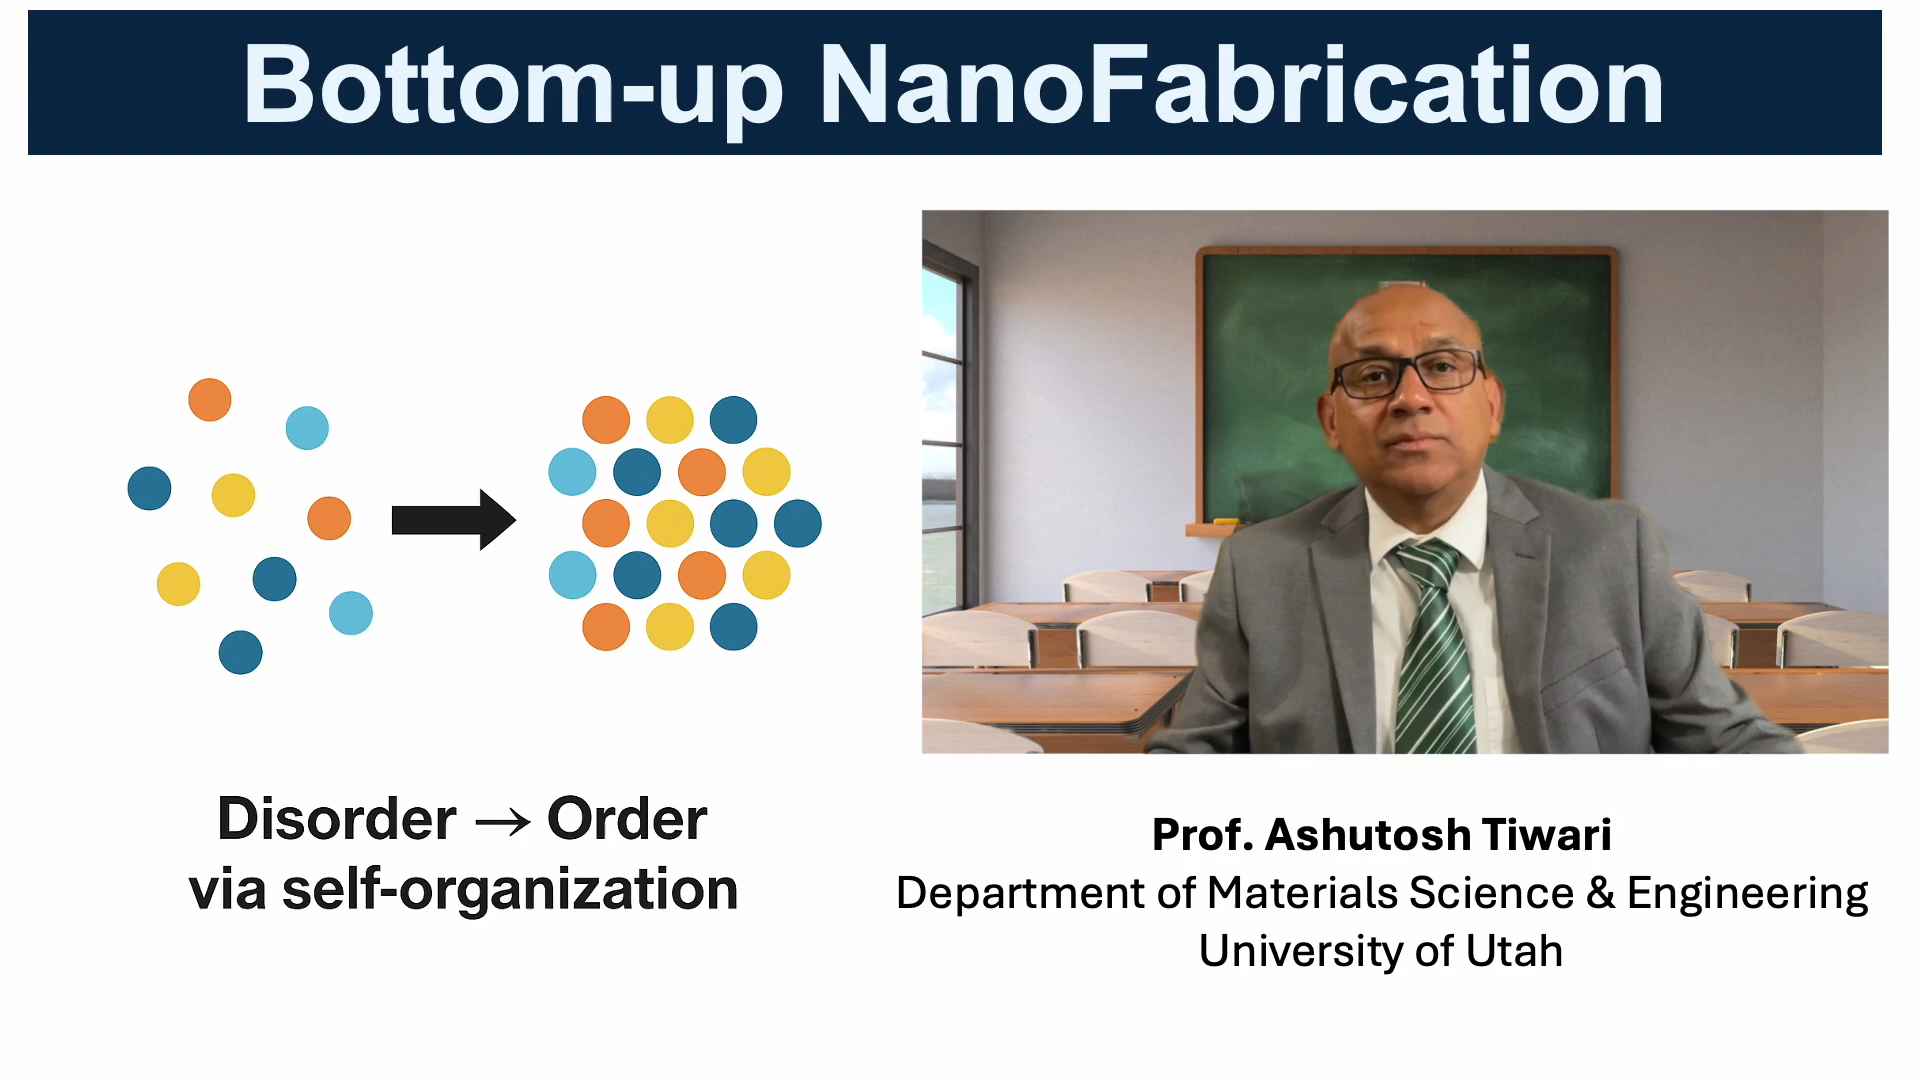 Bottom-up NanoFabrication
Disorder → Order
via self-organization
Prof. Ashutosh Tiwari
Department of Materials Science & Engineering
University of Utah